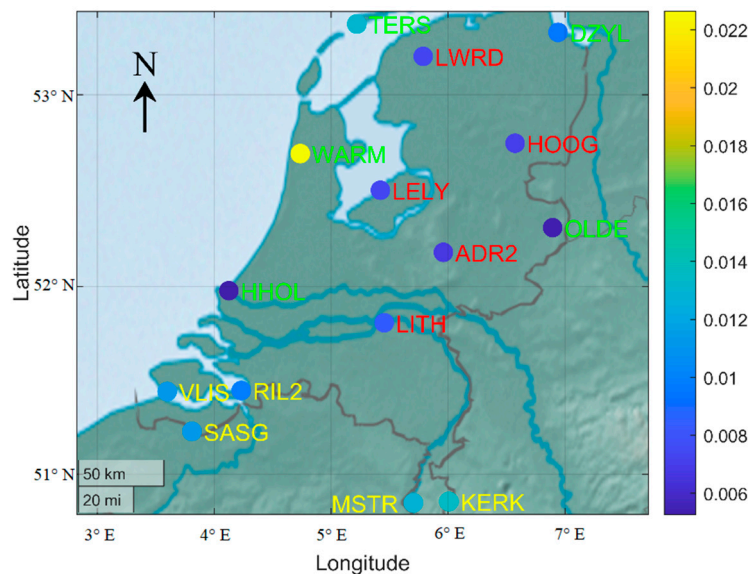 TERS
DZYL
LWRD
N
53° N
WARM
HOOG
LELY
OLDE
ADR2
Latitude
52° N
HHOL
LITH
VLIS
RIL2
SASG
51° N
50 km
20 mi
MSTR
KERK
3° E
4° E
5° E
6° E
7° E
Longitude
0.022
0.02
0.018
0.016
0.014
0.012
0.01
0.008
0.006